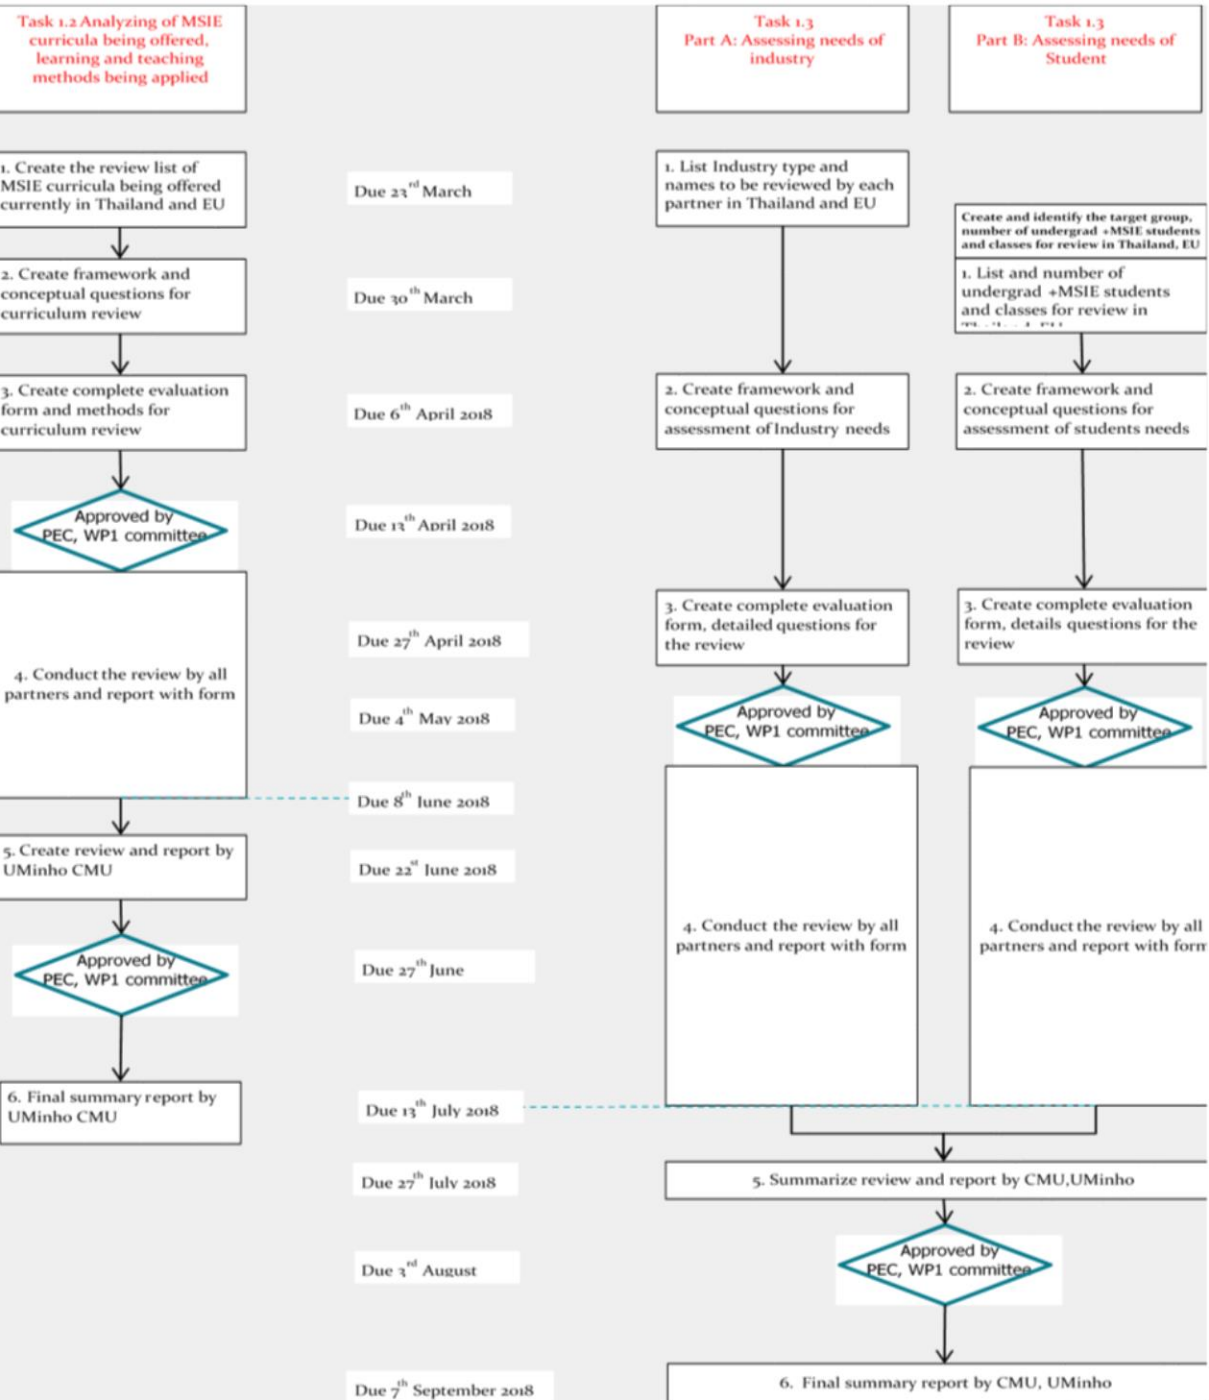 Task 1.2 Analyzing of MSIE
curricula being offered,
learning and teaching
methods being applied
1. Create the review list of
MSIE curricula being offered
currently in Thailand and EU
2. Create framework and
conceptual questions for
curriculum review
3. Create complete evaluation
form and methods for
curriculum review
Approved by
PEC, WP1 committee
4. Conduct the review by all
partners and report with form
5. Create review and report by
UMinho CMU
Approved by
PEC, WP1 committee
6. Final summary report by
UMinho CMU
Due 23rd March
Due 30th March
Due 6th April 2018
Due 13th April 2018
Due 27th April 2018
Due 4th May 2018
Due 8th June 2018
Due 22st June 2018
Due 27th June
Due 13th July 2018
Due 27th July 2018
Due 3rd August
Due 7th September 2018
Task 1.3
Part A: Assessing needs of
industry
1. List Industry type and
names to be reviewed by each
partner in Thailand and EU
2. Create framework and
conceptual questions for
assessment of Industry needs
3. Create complete evaluation
form, detailed questions for
the review
Approved by
PEC, WP1 committee
4. Conduct the review by all
partners and report with form
Task 1.3
Part B: Assessing needs of
Student
Create and identify the target group,
number of undergrad +MSIE students
and classes for review in Thailand, EU
1. List and number of
undergrad +MSIE students
and classes for review in
2. Create framework and
conceptual questions for
assessment of students needs
3. Create complete evaluation
form, details questions for the
review
Approved by
PEC, WP1 committee
4. Conduct the review by all
partners and report with form
5. Summarize review and report by CMU,UMinho
Approved by
PEC, WP1 committee
6. Final summary report by CMU, UMinho